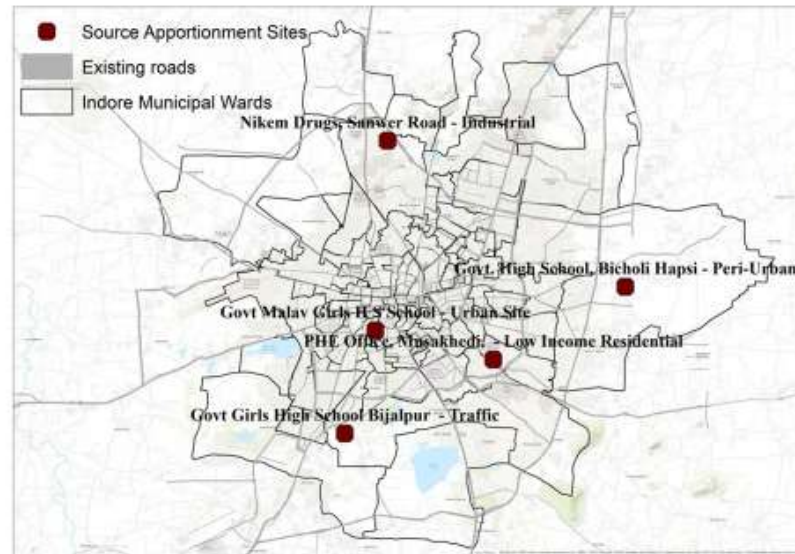 Source Apportionment Sites
Existing roads
Indore Municipal Wards
Nikem Drugs, Sanwer Road - Industrial
Govt. High School, Bicholi Hapsi - Peri-Urban
Govt Malav Girls H S School - Urban Site
PHE Office, Musakhedi, - Low Income Residential
Govt Girls High School Bijalpur - Traffic